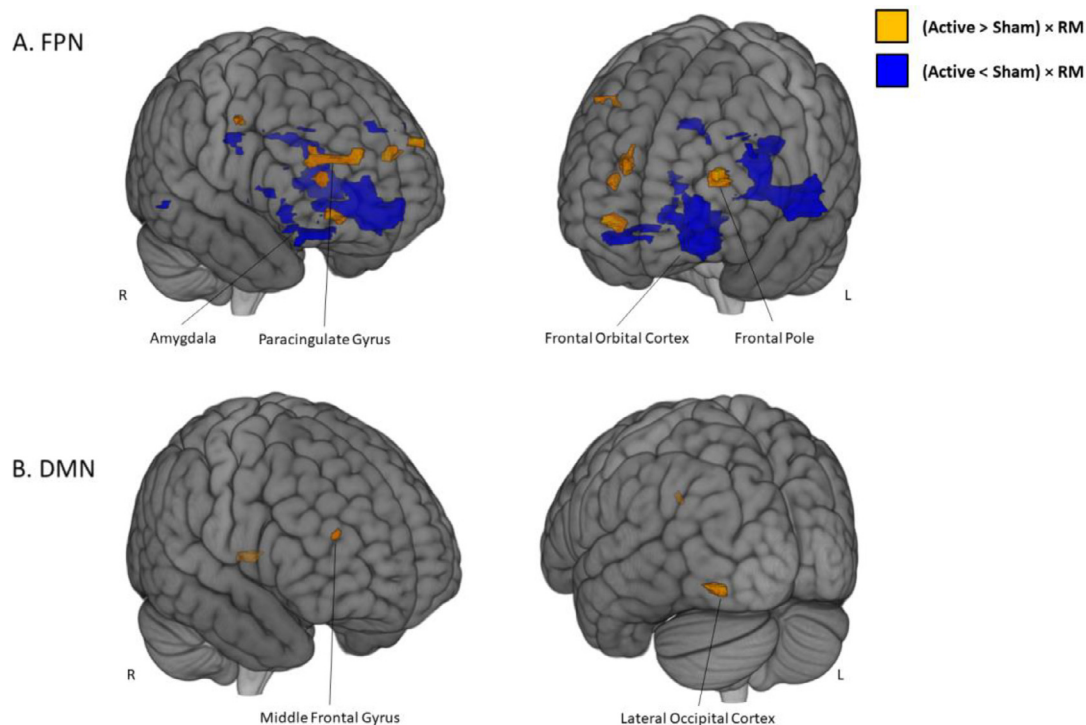 A. FPN
(Active > Sham) × RM
(Active < Sham) × RM
R
L
Amygdala
Paracingulate Gyrus
Frontal Orbital Cortex
Frontal Pole
B. DMN
R
L
Middle Frontal Gyrus
Lateral Occipital Cortex